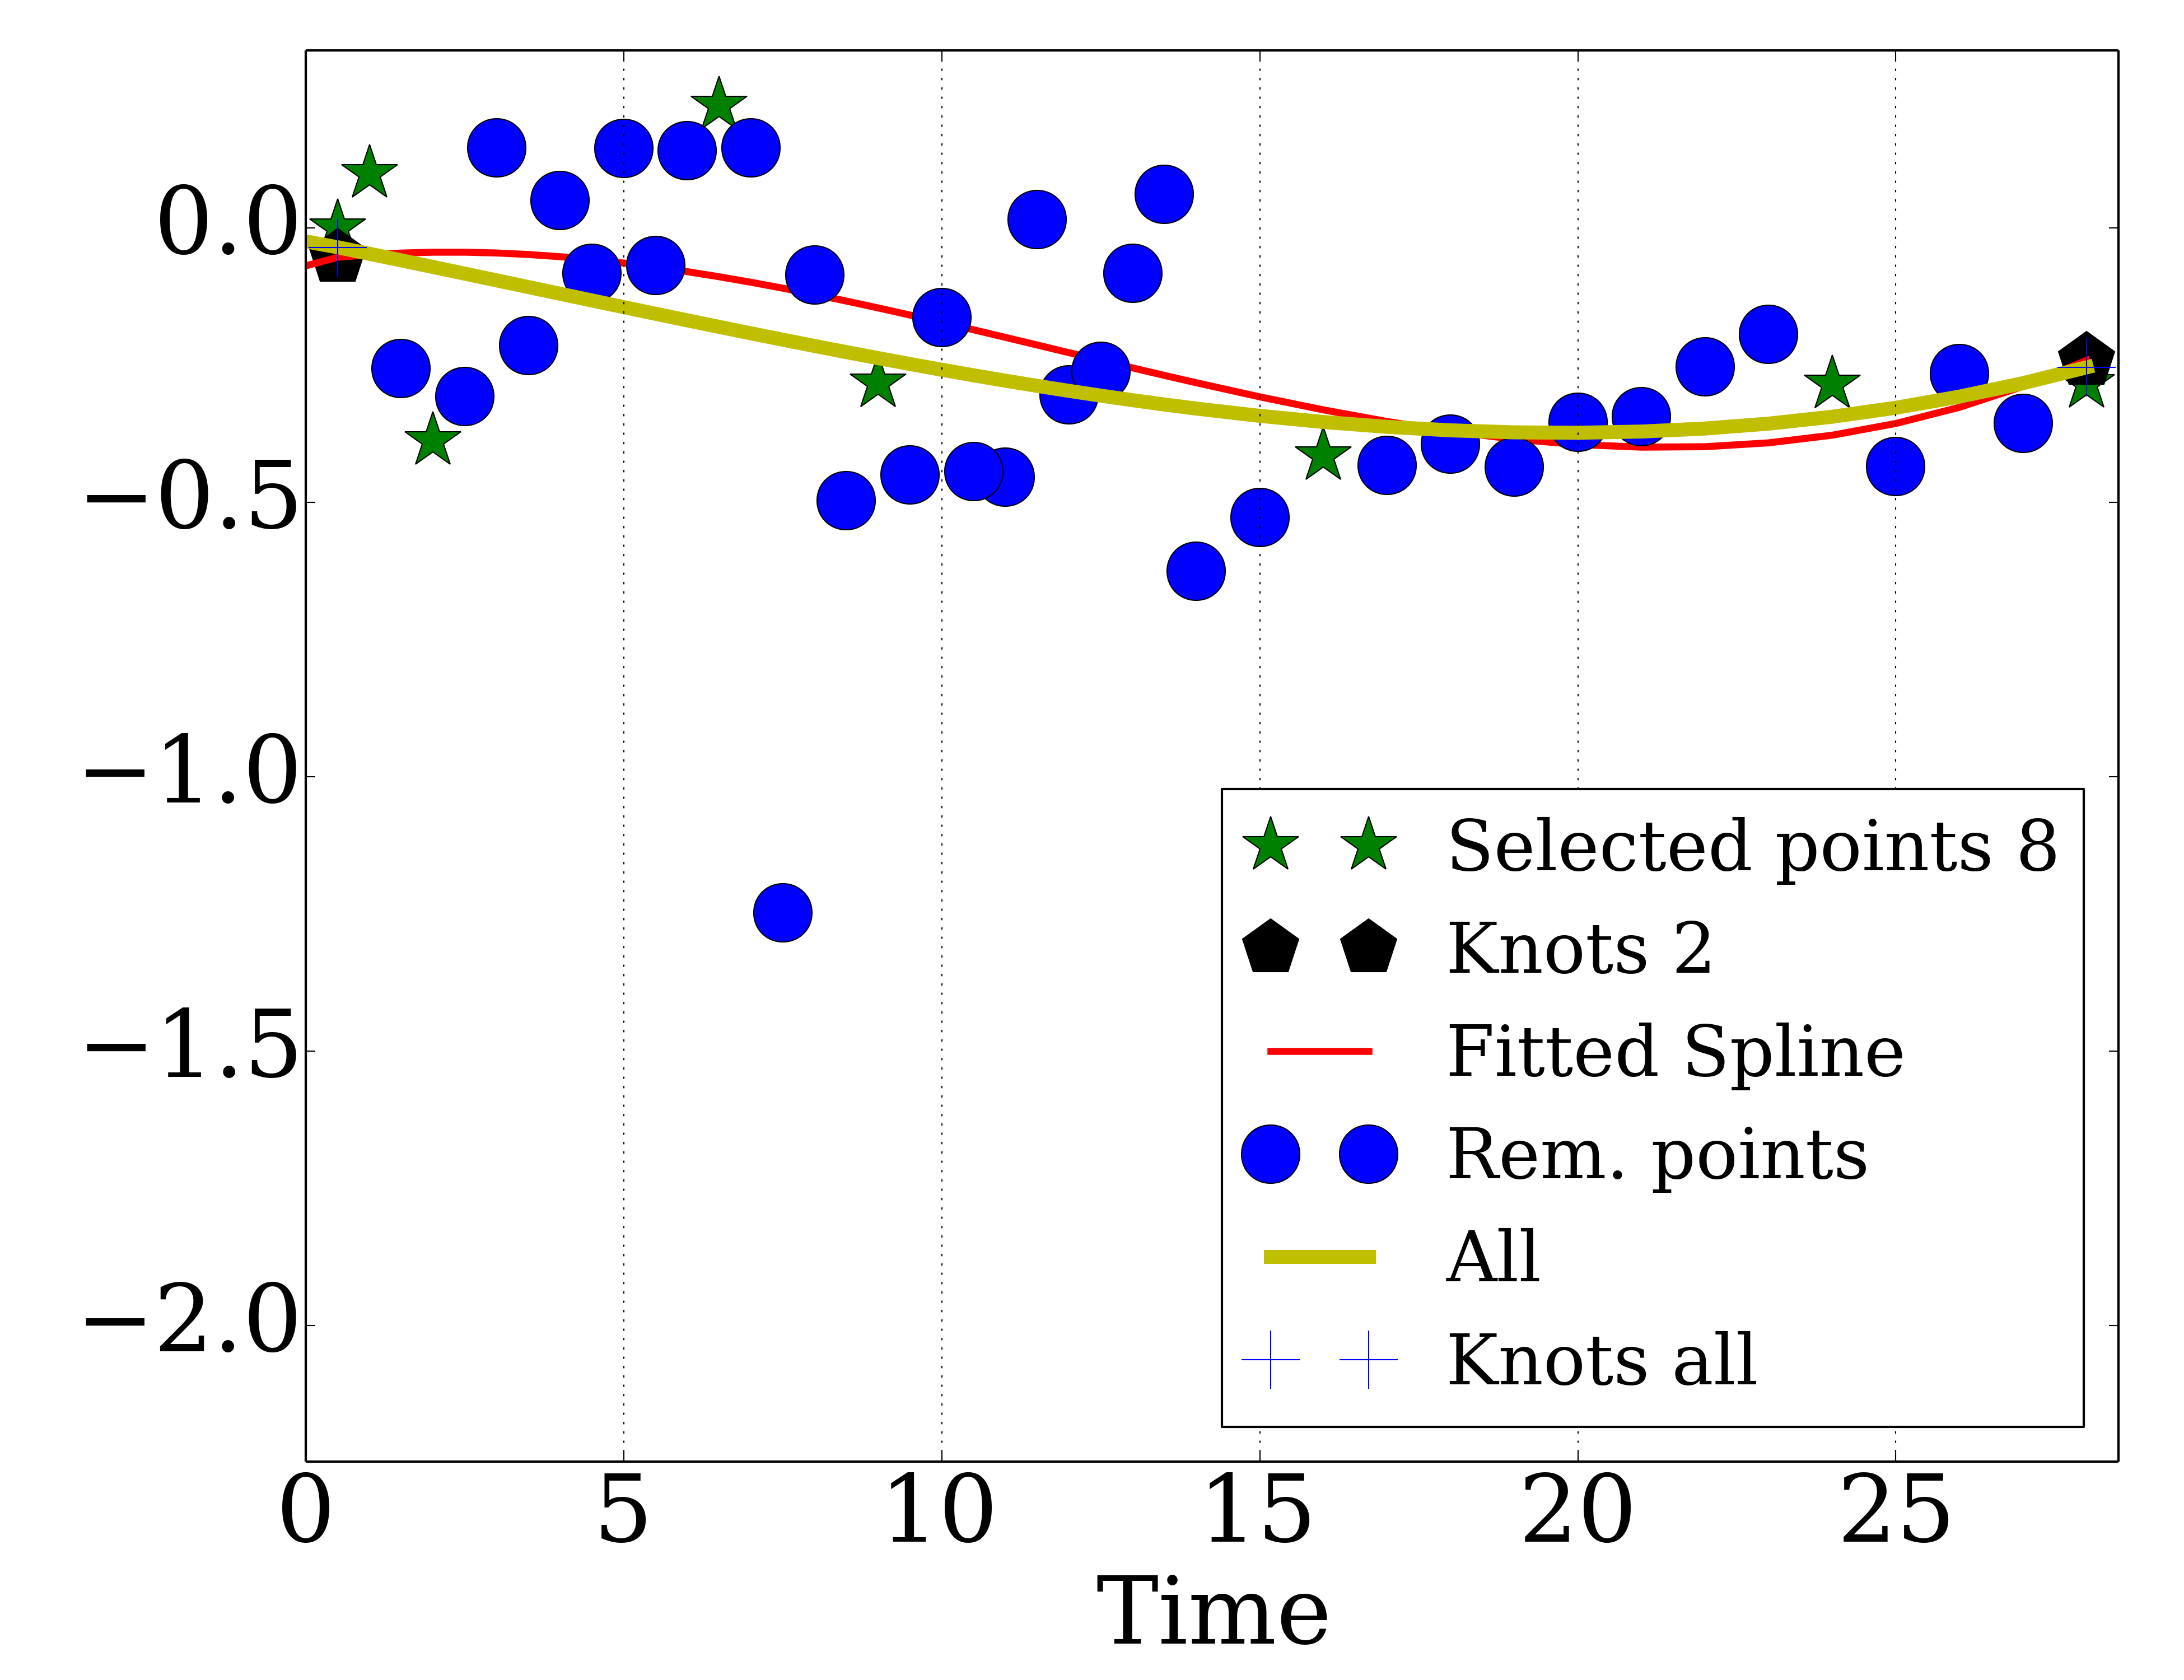 0.0
−0.5
−1.0
−1.5
−2.0
Selected points 8
Knots 2
Fitted Spline
Rem. points
All
Knots all
0 5 10 15 20 25
Time